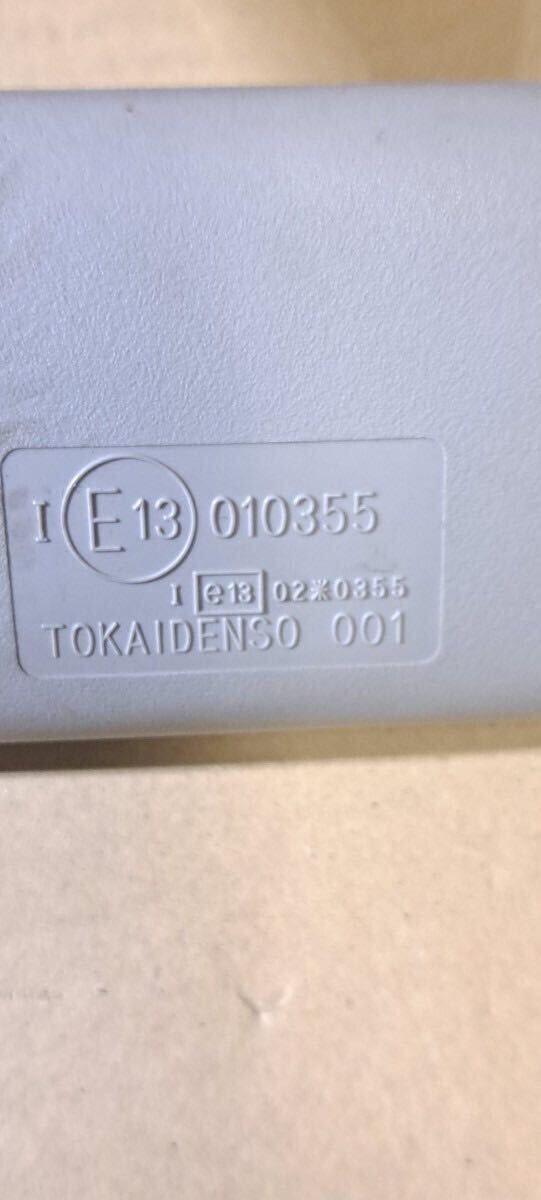 I E13 010355
I e13 02※0355
TOKAIDENSO 001